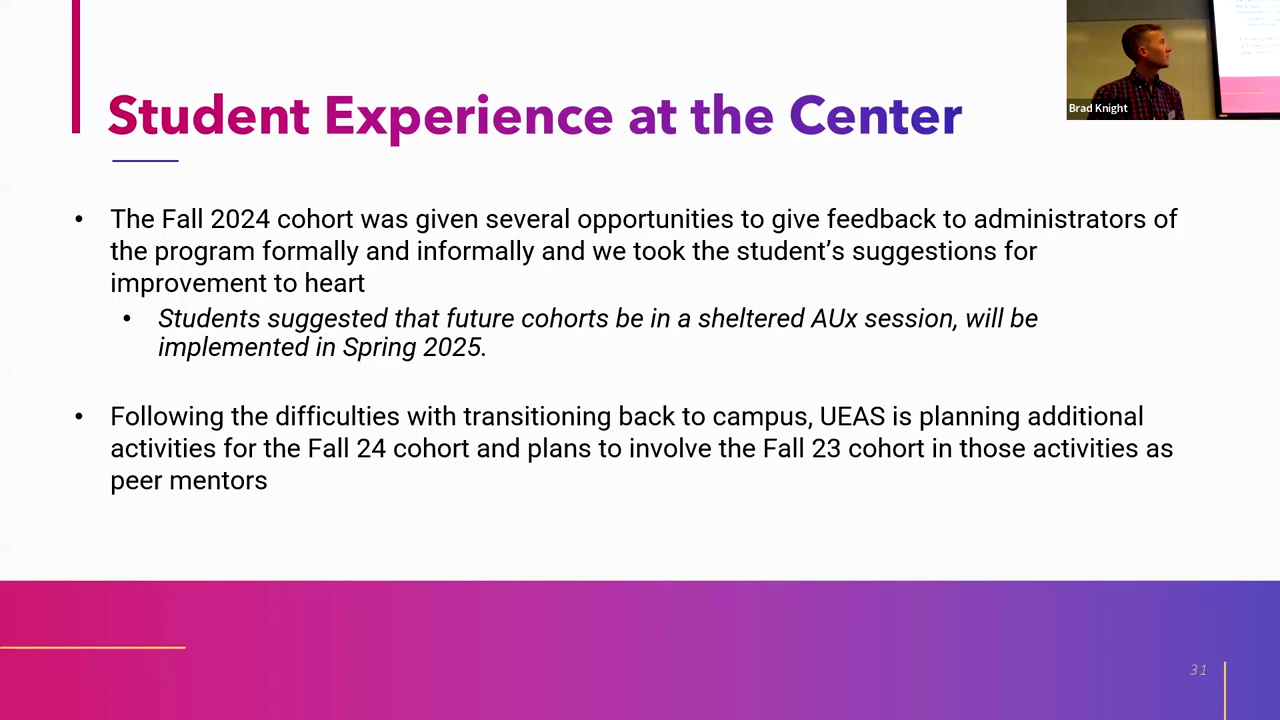 Student Experience at the Center
Brad Knight
• The Fall 2024 cohort was given several opportunities to give feedback to administrators of
the program formally and informally and we took the student’s suggestions for
improvement to heart
• Students suggested that future cohorts be in a sheltered AUx session, will be
implemented in Spring 2025.
• Following the difficulties with transitioning back to campus, UEAS is planning additional
activities for the Fall 24 cohort and plans to involve the Fall 23 cohort in those activities as
peer mentors
31